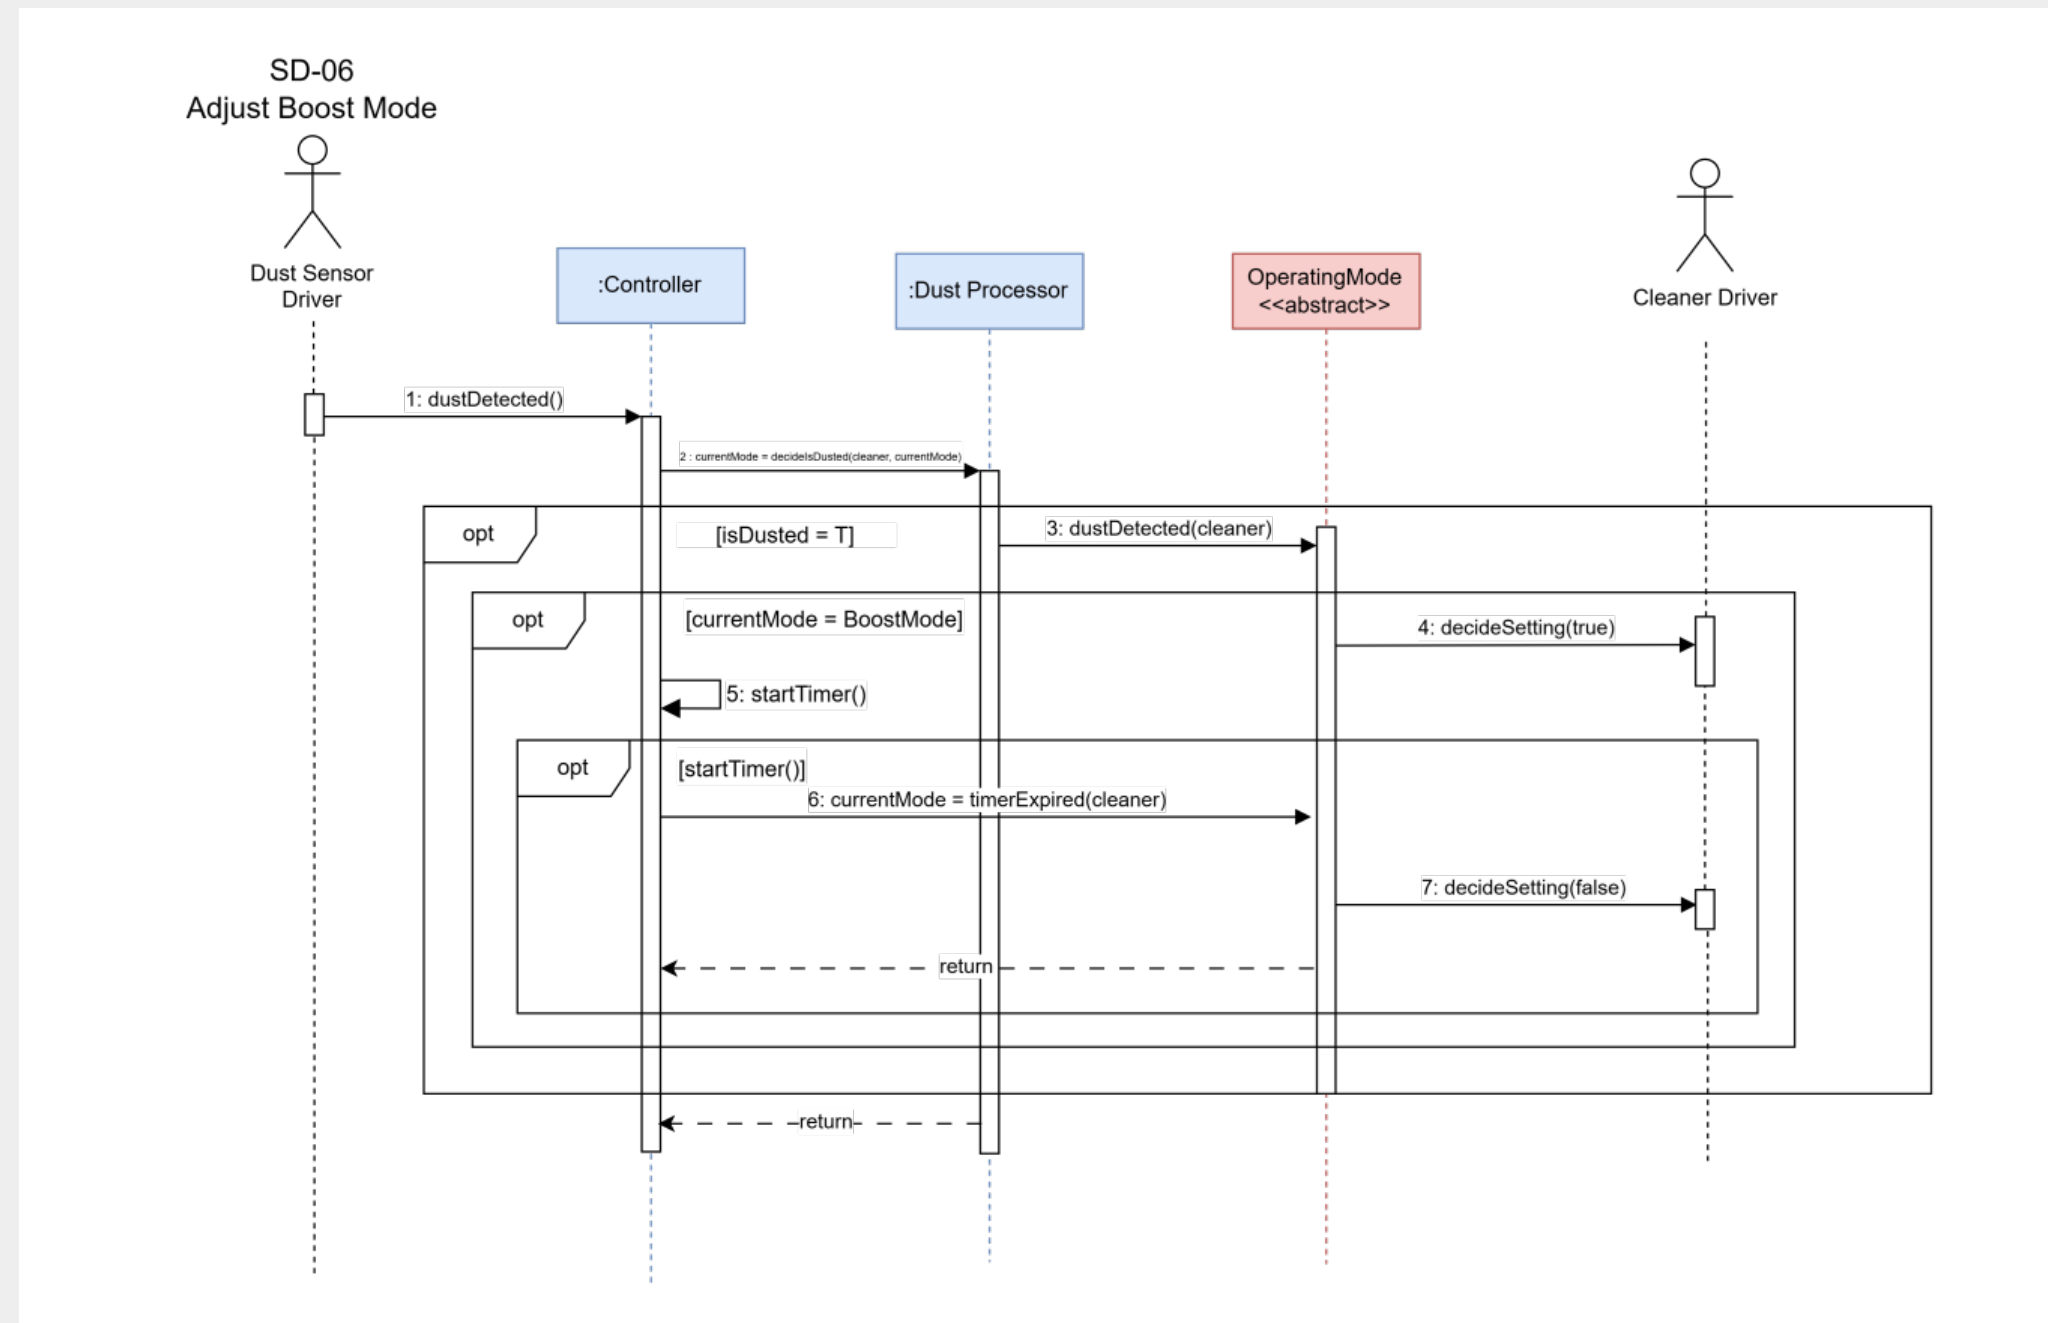 SD-06
Adjust Boost Mode
Dust Sensor
Driver
:Controller
:Dust Processor
OperatingMode
<<abstract>>
Cleaner Driver
1: dustDetected()
2 : currentMode = decideIsDusted(cleaner, currentMode)
opt
[isDusted = T]
3: dustDetected(cleaner)
opt
[currentMode = BoostMode]
4: decideSetting(true)
5: startTimer()
opt
[startTimer()]
6: currentMode = timerExpired(cleaner)
7: decideSetting(false)
return
return